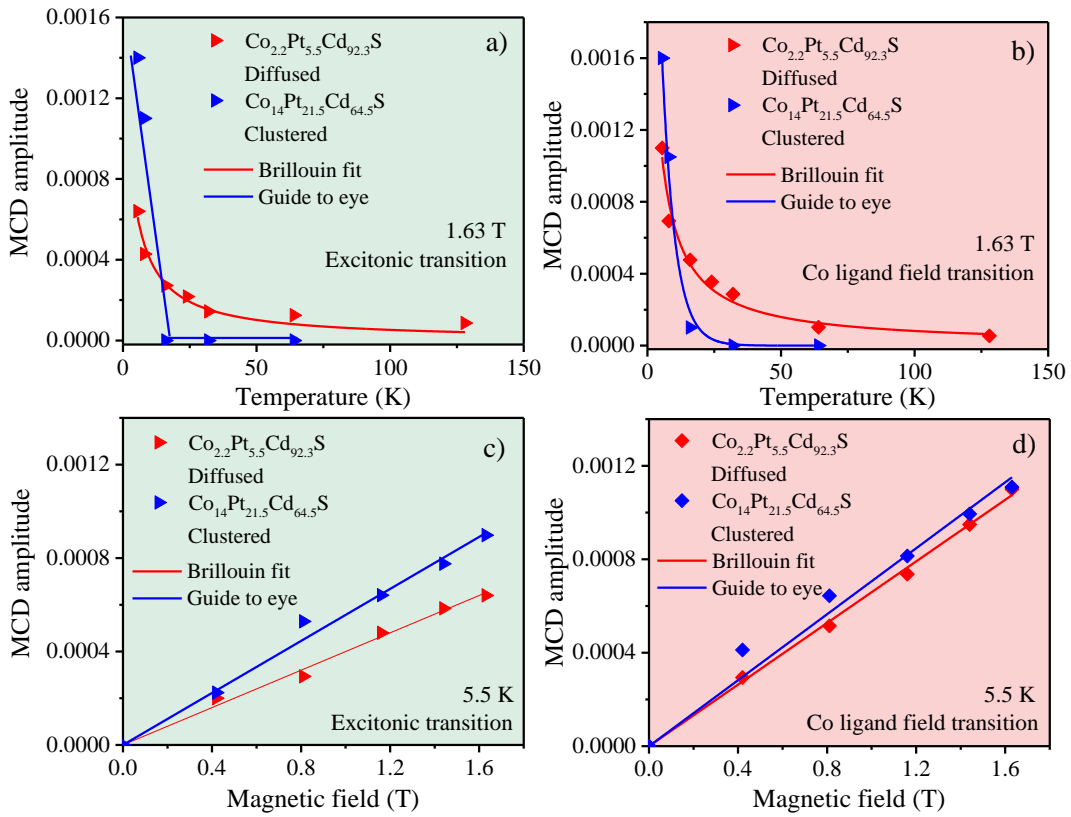 a)
MCD amplitude
0.0016
0.0012
0.0008
0.0004
0.0000
Co2.2Pt5.5Cd92.3S
Diffused
Co14Pt21.5Cd64.5S
Clustered
Brillouin fit
Guide to eye
1.63 T
Excitonic transition
0 50 100 150
Temperature (K)
b)
MCD amplitude
0.0016
0.0012
0.0008
0.0004
0.0000
Co2.2Pt5.5Cd92.3S
Diffused
Co14Pt21.5Cd64.5S
Clustered
Brillouin fit
Guide to eye
1.63 T
Co ligand field transition
0 25 50 75 100 125 150
Temperature (K)
c)
MCD amplitude
0.0012
0.0008
0.0004
0.0000
Co2.2Pt5.5Cd92.3S
Diffused
Co14Pt21.5Cd64.5S
Clustered
Brillouin fit
Guide to eye
5.5 K
Excitonic transition
0.0 0.4 0.8 1.2 1.6
Magnetic field (T)
d)
MCD amplitude
0.0012
0.0008
0.0004
0.0000
Co2.2Pt5.5Cd92.3S
Diffused
Co14Pt21.5Cd64.5S
Clustered
Brillouin fit
Guide to eye
5.5 K
Co ligand field transition
0.0 0.4 0.8 1.2 1.6
Magnetic field (T)